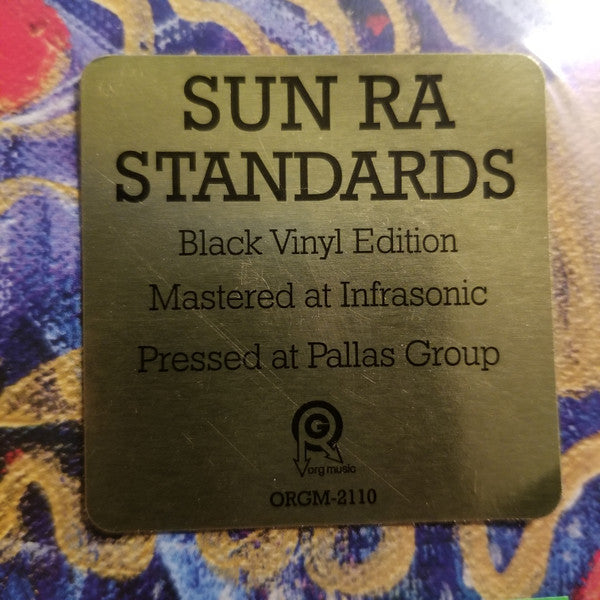 SUN RA
STANDARDS
Black Vinyl Edition
Mastered at Infrasonic
Pressed at Pallas Group
org music
ORGM-2110